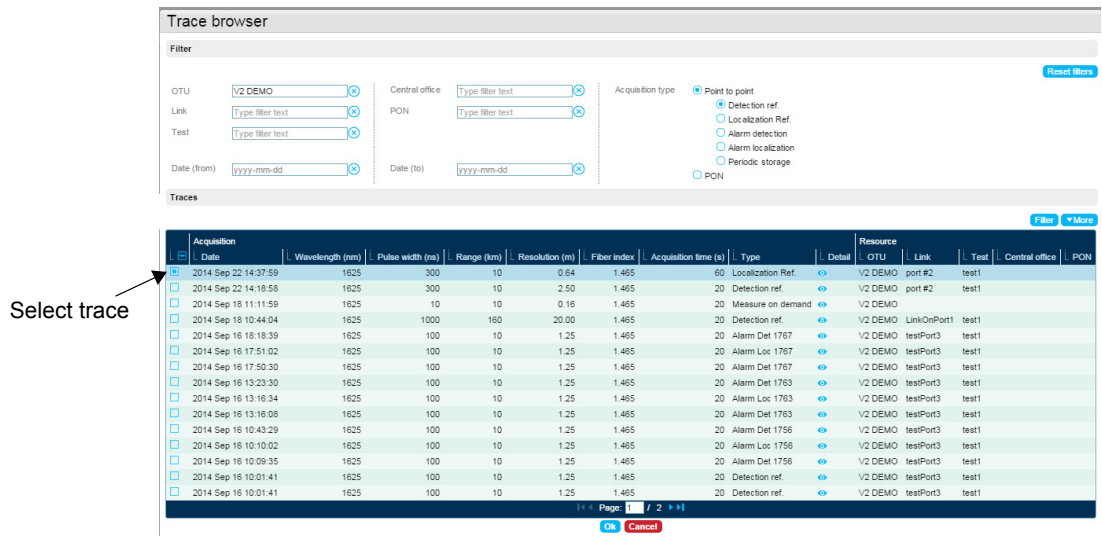 Trace browser
Filter
Reset filters
OTU V2 DEMO Central office Type filter text Acquisition type Point to point
Link Type filter text PON Type filter text Detection ref.
Localization Ref.
Test Type filter text Alarm detection
Alarm localization
Date (from) yyyy-mm-dd Date (to) yyyy-mm-dd Periodic storage
PON
Traces
Filter More
Acquisition Resource
Date Wavelength (nm) Pulse width (ns) Range (km) Resolution (m) Fiber index Acquisition time (s) Type Detail OTU Link Test Central office PON
2014 Sep 22 14:37:59 1625 300 10 0.64 1.465 60 Localization Ref. V2 DEMO port #2 test1
Select trace
2014 Sep 22 14:18:58 1625 300 10 2.50 1.465 20 Detection ref. V2 DEMO port #2 test1
2014 Sep 18 11:11:59 1625 10 10 0.16 1.465 20 Measure on demand V2 DEMO
2014 Sep 18 10:44:04 1625 1000 160 20.00 1.465 20 Detection ref. V2 DEMO LinkOnPort1 test1
2014 Sep 16 18:18:39 1625 100 10 1.25 1.465 20 Alarm Det 1767 V2 DEMO testPort3 test1
2014 Sep 16 17:51:02 1625 100 10 1.25 1.465 20 Alarm Loc 1767 V2 DEMO testPort3 test1
2014 Sep 16 17:50:30 1625 100 10 1.25 1.465 20 Alarm Det 1767 V2 DEMO testPort3 test1
2014 Sep 16 13:23:30 1625 100 10 1.25 1.465 20 Alarm Det 1763 V2 DEMO testPort3 test1
2014 Sep 16 13:16:34 1625 100 10 1.25 1.465 20 Alarm Loc 1763 V2 DEMO testPort3 test1
2014 Sep 16 13:16:08 1625 100 10 1.25 1.465 20 Alarm Det 1763 V2 DEMO testPort3 test1
2014 Sep 16 10:43:29 1625 100 10 1.25 1.465 20 Alarm Det 1756 V2 DEMO testPort3 test1
2014 Sep 16 10:10:02 1625 100 10 1.25 1.465 20 Alarm Loc 1756 V2 DEMO testPort3 test1
2014 Sep 16 10:09:35 1625 100 10 1.25 1.465 20 Alarm Det 1756 V2 DEMO testPort3 test1
2014 Sep 16 10:01:41 1625 100 10 1.25 1.465 20 Detection ref. V2 DEMO testPort3 test1
2014 Sep 16 10:01:41 1625 100 10 1.25 1.465 20 Detection ref. V2 DEMO testPort3 test1
Page: 1 / 2
Ok Cancel